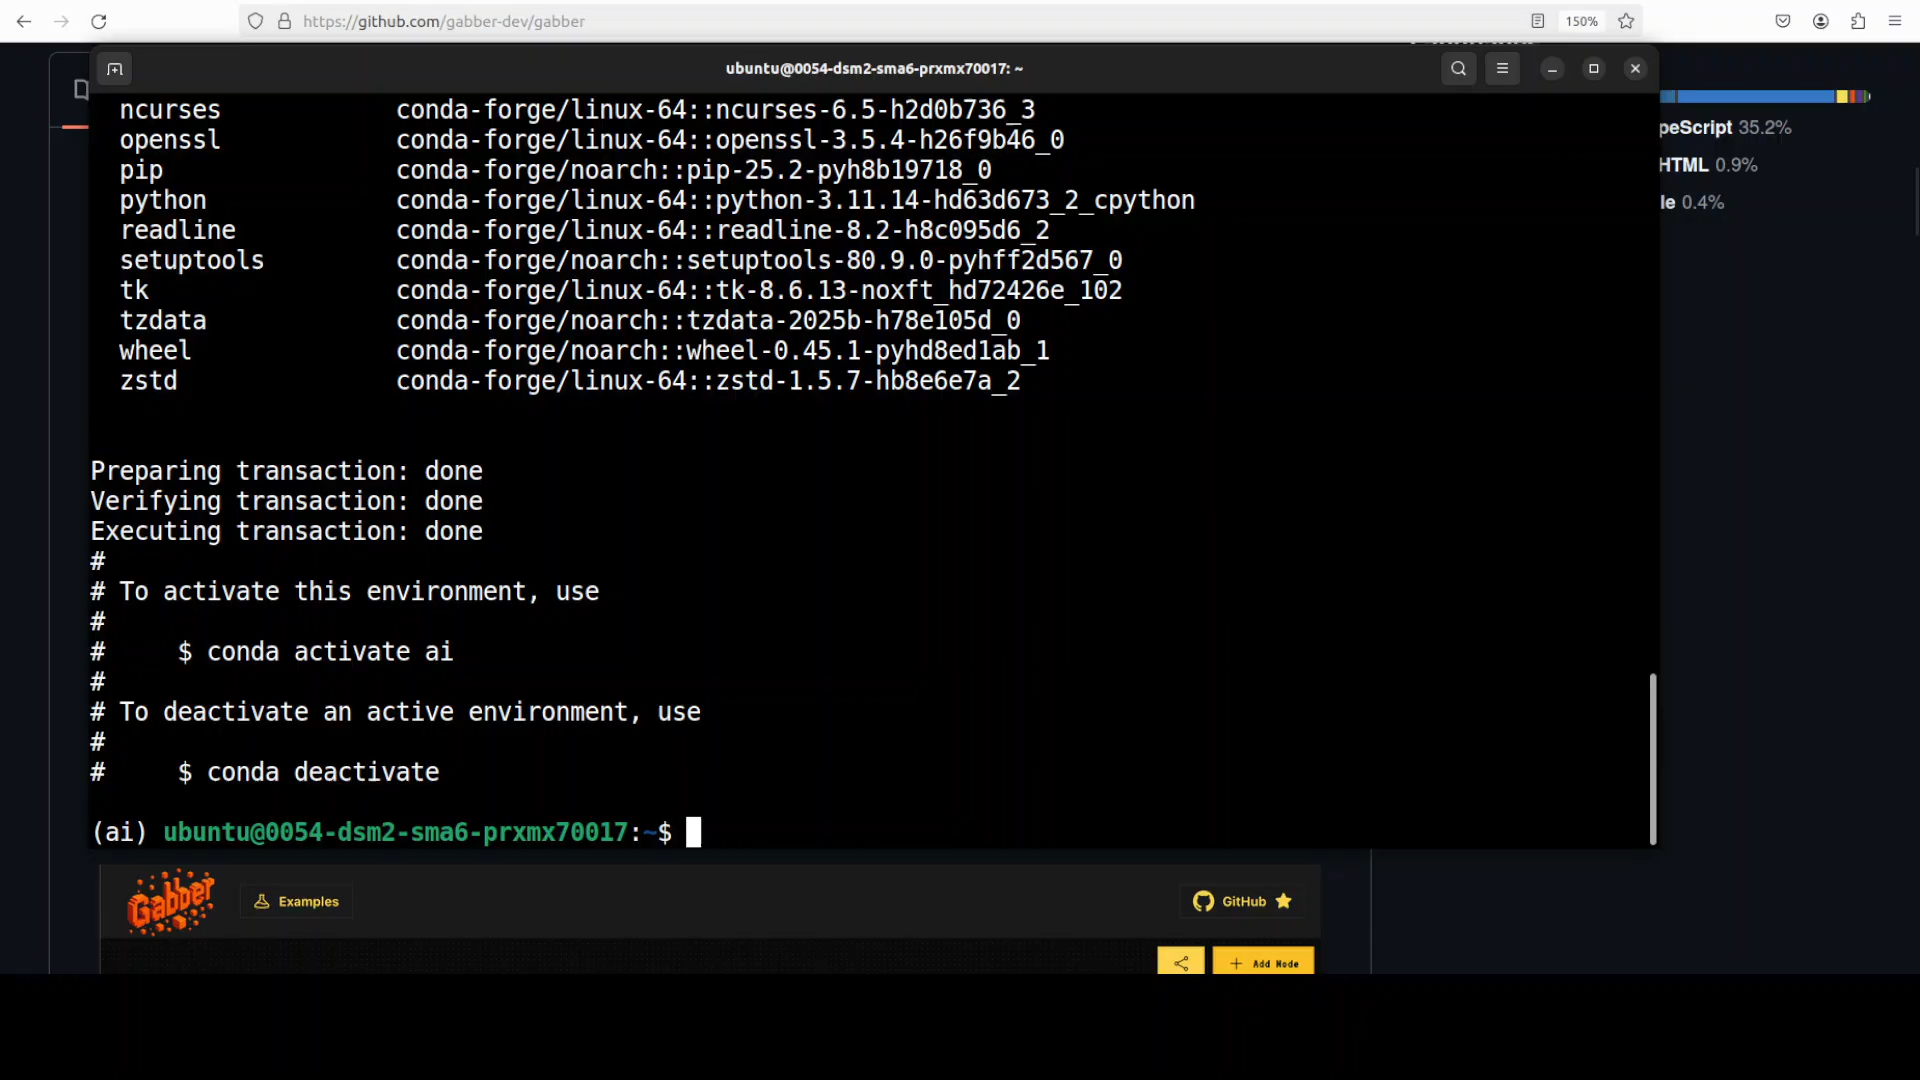 https://github.com/gabber-dev/gabber
150%
ubuntu@0054-dsm2-sma6-prxmx70017: ~
ncurses conda-forge/linux-64::ncurses-6.5-h2d0b736_3
openssl conda-forge/linux-64::openssl-3.5.4-h26f9b46_0
pip conda-forge/noarch::pip-25.2-pyh8b19718_0
python conda-forge/linux-64::python-3.11.14-hd63d673_2_cpython
readline conda-forge/linux-64::readline-8.2-h8c095d6_2
setuptools conda-forge/noarch::setuptools-80.9.0-pyhff2d567_0
tk conda-forge/linux-64::tk-8.6.13-noxft_hd72426e_102
tzdata conda-forge/noarch::tzdata-2025b-h78e105d_0
wheel conda-forge/noarch::wheel-0.45.1-pyhd8ed1ab_1
zstd conda-forge/linux-64::zstd-1.5.7-hb8e6e7a_2
Preparing transaction: done
Verifying transaction: done
Executing transaction: done
#
# To activate this environment, use
#
# $ conda activate ai
#
# To deactivate an active environment, use
#
# $ conda deactivate
(ai) ubuntu@0054-dsm2-sma6-prxmx70017:~$
peScript 35.2%
HTML 0.9%
le 0.4%
Gabber
Examples
GitHub
+ Add Node